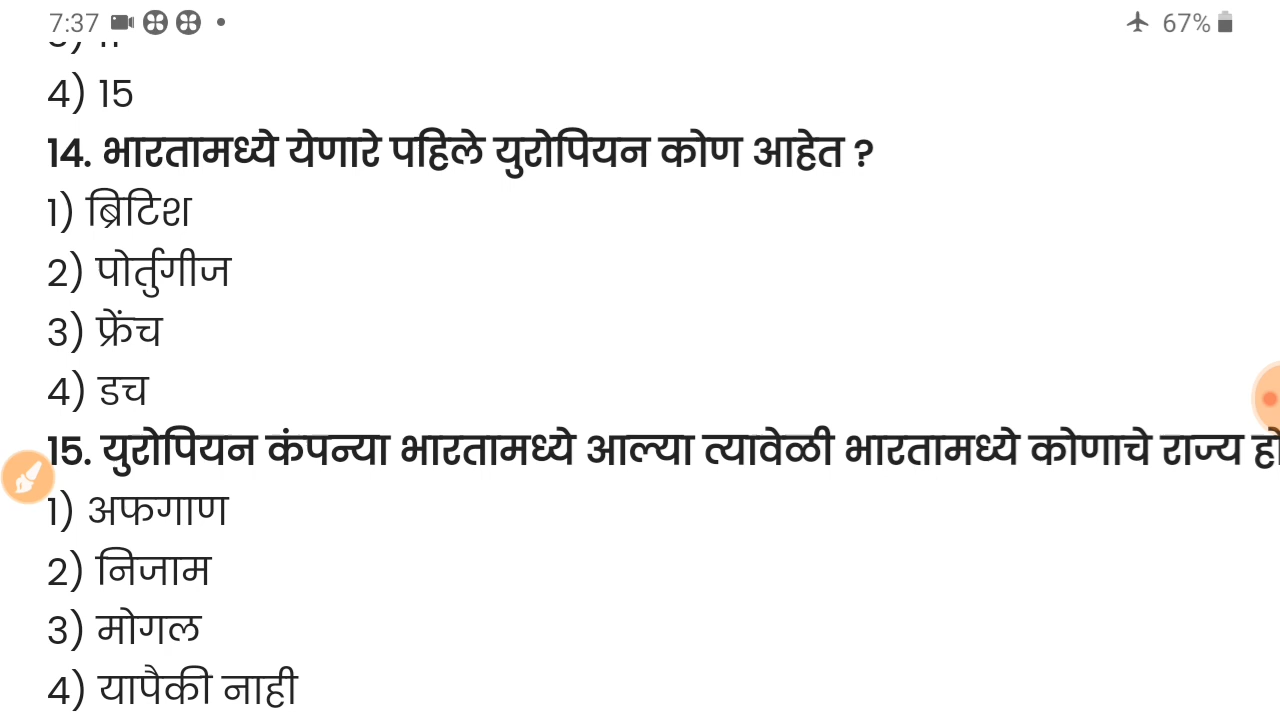 7:37 67%
4) 15
14. भारतामध्ये येणारे पहिले युरोपियन कोण आहेत ?
1) ब्रिटिश
2) पोर्तुगीज
3) फ्रेंच
4) डच
15. युरोपियन कंपन्या भारतामध्ये आल्या त्यावेळी भारतामध्ये कोणाचे राज्य
1) अफगाण
2) निजाम
3) मोगल
4) यापैकी नाही